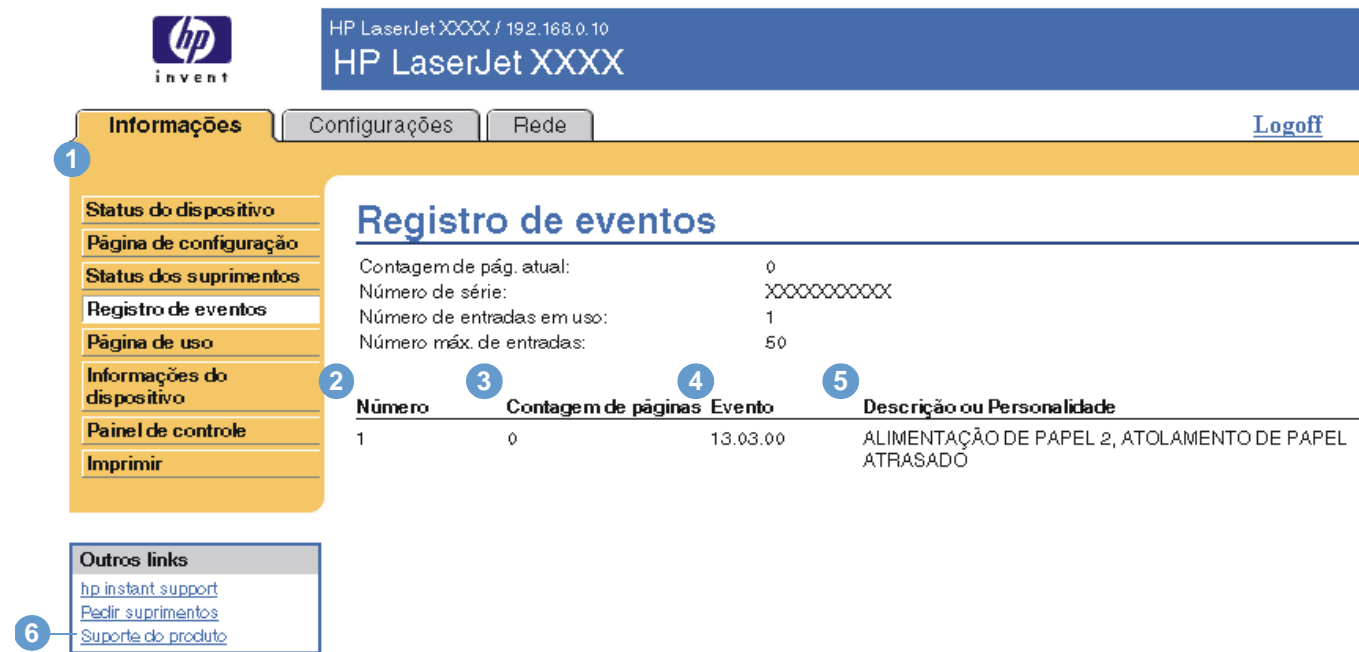 hp
invent
HP LaserJet XXXX / 192.168.0.10
HP LaserJet XXXX
Informações
Configurações
Rede
Logoff
1
Status do dispositivo
Página de configuração
Status dos suprimentos
Registro de eventos
Página de uso
Informações do
dispositivo
Painel de controle
Imprimir
Registro de eventos
Contagem de pág. atual: 0
Número de série: XXXXXXXXXX
Número de entradas em uso: 1
Número máx. de entradas: 50
2 3 4 5
Número Contagem de páginas Evento Descrição ou Personalidade
1 0 13.03.00 ALIMENTAÇÃO DE PAPEL 2, ATOLAMENTO DE PAPEL
ATRASADO
Outros links
hp instant support
Pedir suprimentos
6 Suporte do produto